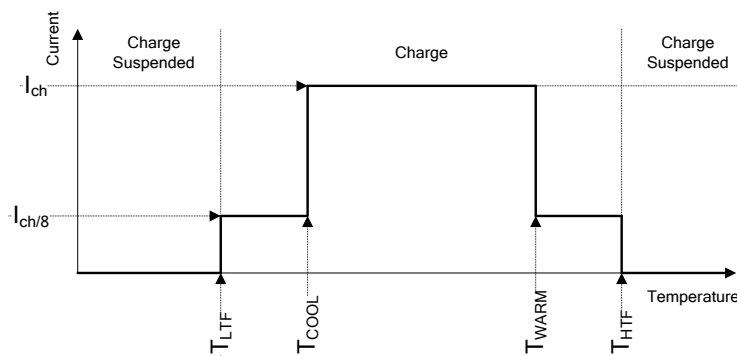 Current
Charge
Suspended
Charge
Charge
Suspended
Ich
Ich/8
Temperature
TLTF
TCOOL
TWARM
THTF